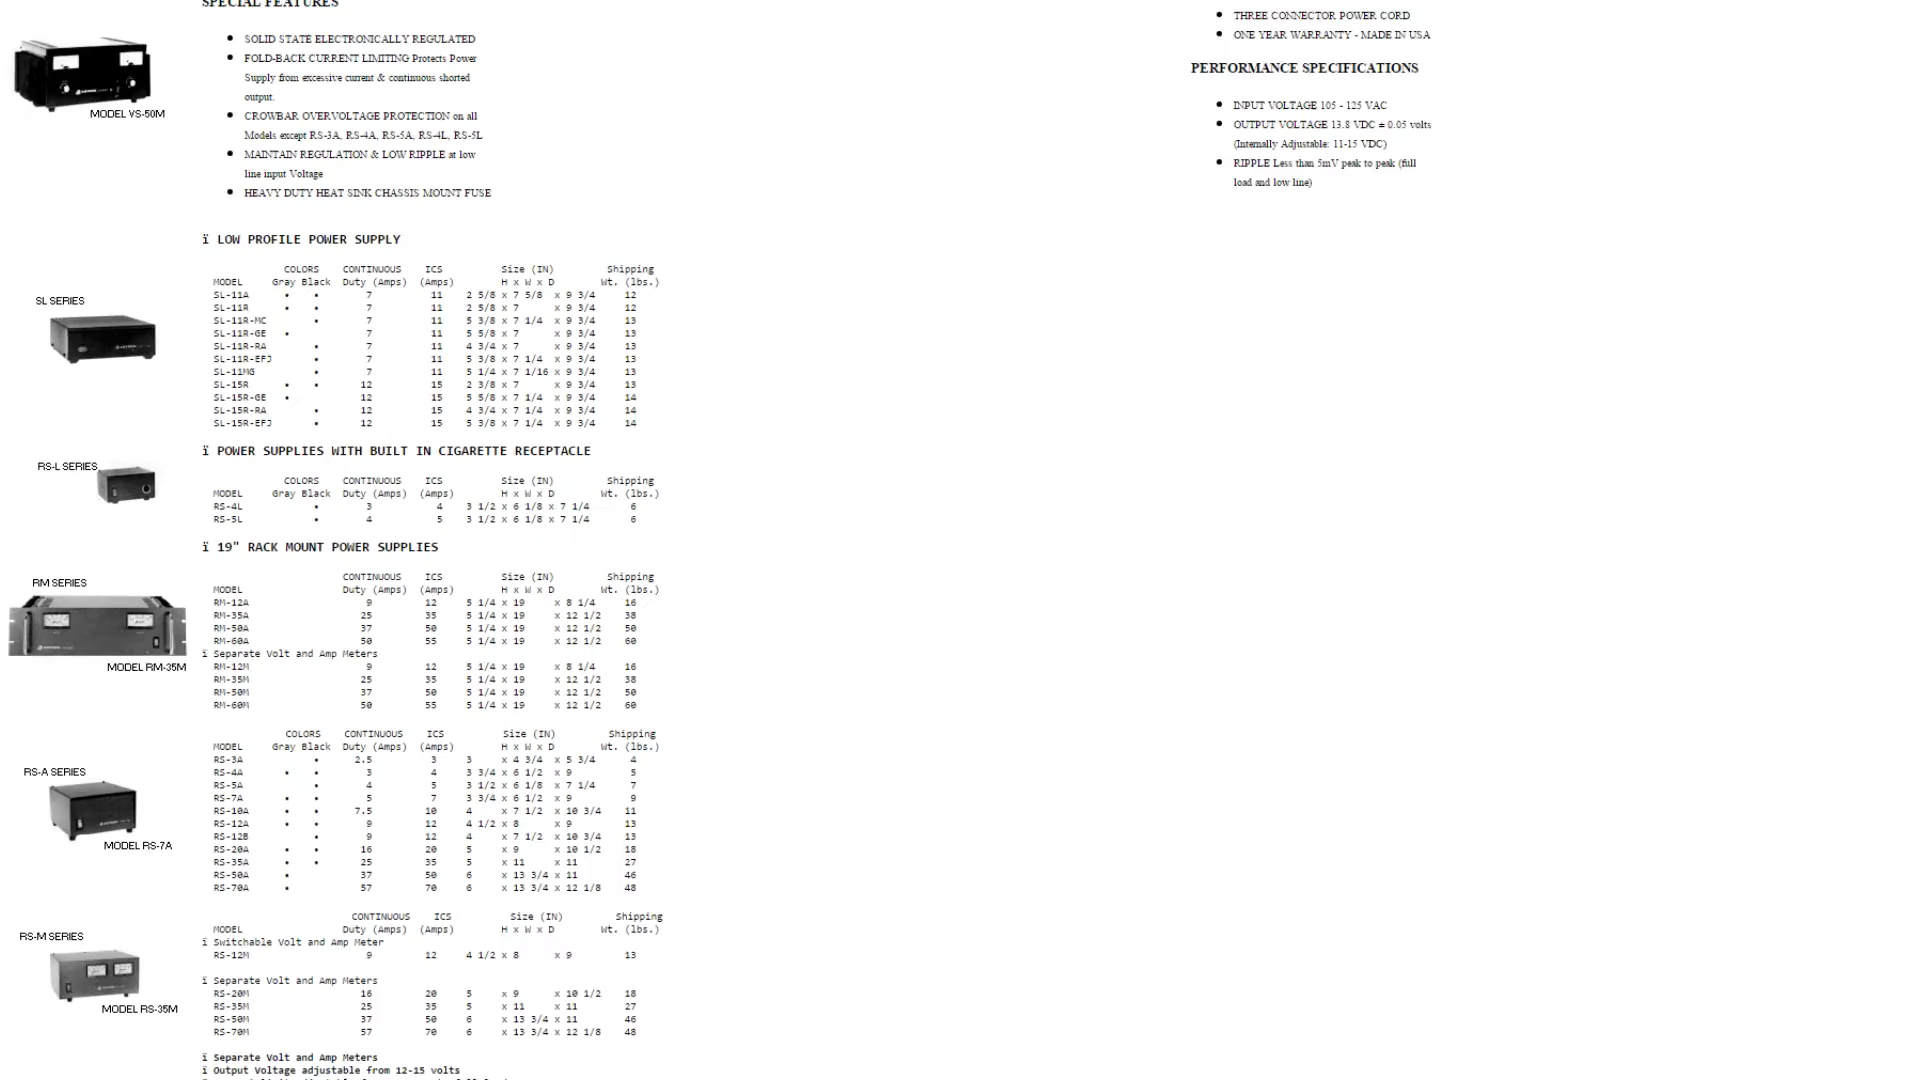 SPECIAL FEATURES
SOLID STATE ELECTRONICALLY REGULATED
FOLD-BACK CURRENT LIMITING Protects Power
Supply from excessive current & continuous shorted
output.
CROWBAR OVERVOLTAGE PROTECTION on all
Models except RS-3A, RS-4A, RS-5A, RS-4L, RS-5L
MAINTAIN REGULATION & LOW RIPPLE at low
line input Voltage
HEAVY DUTY HEAT SINK CHASSIS MOUNT FUSE
THREE CONNECTOR POWER CORD
ONE YEAR WARRANTY - MADE IN USA
PERFORMANCE SPECIFICATIONS
INPUT VOLTAGE 105 - 125 VAC
OUTPUT VOLTAGE 13.8 VDC ± 0.05 volts
(Internally Adjustable: 11-15 VDC)
RIPPLE Less than 5mV peak to peak (full
load and low line)
MODEL VS-50M
ï LOW PROFILE POWER SUPPLY
COLORS CONTINUOUS ICS Size (IN) Shipping
MODEL Gray Black Duty (Amps) (Amps) H x W x D Wt. (lbs.)
SL SERIES
SL-11A • • 7 11 2 5/8 x 7 5/8 x 9 3/4 12
SL-11R • • 7 11 2 5/8 x 7 x 9 3/4 12
SL-11R-MC • 7 11 5 3/8 x 7 1/4 x 9 3/4 13
SL-11R-GE • 7 11 5 5/8 x 7 x 9 3/4 13
SL-11R-RA • 7 11 4 3/4 x 7 x 9 3/4 13
SL-11R-EFJ • 7 11 5 3/8 x 7 1/4 x 9 3/4 13
SL-11MG • 7 11 5 1/4 x 7 1/16 x 9 3/4 13
SL-15R • • 12 15 2 3/8 x 7 x 9 3/4 13
SL-15R-GE • 12 15 5 5/8 x 7 1/4 x 9 3/4 14
SL-15R-RA • 12 15 4 3/4 x 7 1/4 x 9 3/4 14
SL-15R-EFJ • 12 15 5 3/8 x 7 1/4 x 9 3/4 14
ï POWER SUPPLIES WITH BUILT IN CIGARETTE RECEPTACLE
RS-L SERIES
COLORS CONTINUOUS ICS Size (IN) Shipping
MODEL Gray Black Duty (Amps) (Amps) H x W x D Wt. (lbs.)
RS-4L • 3 4 3 1/2 x 6 1/8 x 7 1/4 6
RS-5L • 4 5 3 1/2 x 6 1/8 x 7 1/4 6
ï 19" RACK MOUNT POWER SUPPLIES
RM SERIES
CONTINUOUS ICS Size (IN) Shipping
MODEL Duty (Amps) (Amps) H x W x D Wt. (lbs.)
RM-12A 9 12 5 1/4 x 19 x 8 1/4 16
RM-35A 25 35 5 1/4 x 19 x 12 1/2 38
RM-50A 37 50 5 1/4 x 19 x 12 1/2 50
RM-60A 50 55 5 1/4 x 19 x 12 1/2 60
ï Separate Volt and Amp Meters
RM-12M 9 12 5 1/4 x 19 x 8 1/4 16
RM-35M 25 35 5 1/4 x 19 x 12 1/2 38
RM-50M 37 50 5 1/4 x 19 x 12 1/2 50
RM-60M 50 55 5 1/4 x 19 x 12 1/2 60
MODEL RM-35M
COLORS CONTINUOUS ICS Size (IN) Shipping
MODEL Gray Black Duty (Amps) (Amps) H x W x D Wt. (lbs.)
RS-A SERIES
RS-3A • 2.5 3 3 x 4 3/4 x 5 3/4 4
RS-4A • • 3 4 3 3/4 x 6 1/2 x 9 5
RS-5A • 4 5 3 1/2 x 6 1/8 x 7 1/4 7
RS-7A • • 5 7 3 3/4 x 6 1/2 x 9 9
RS-10A • • 7.5 10 4 x 7 1/2 x 10 3/4 11
RS-12A • • 9 12 4 1/2 x 8 x 9 13
RS-12B • 9 12 4 x 7 1/2 x 10 3/4 13
RS-20A • • 16 20 5 x 9 x 10 1/2 18
RS-35A • • 25 35 5 x 11 x 11 27
RS-50A • 37 50 6 x 13 3/4 x 11 46
RS-70A • 57 70 6 x 13 3/4 x 12 1/8 48
MODEL RS-7A
RS-M SERIES
CONTINUOUS ICS Size (IN) Shipping
MODEL Duty (Amps) (Amps) H x W x D Wt. (lbs.)
ï Switchable Volt and Amp Meter
RS-12M 9 12 4 1/2 x 8 x 9 13
ï Separate Volt and Amp Meters
RS-20M 16 20 5 x 9 x 10 1/2 18
RS-35M 25 35 5 x 11 x 11 27
RS-50M 37 50 6 x 13 3/4 x 11 46
RS-70M 57 70 6 x 13 3/4 x 12 1/8 48
MODEL RS-35M
ï Separate Volt and Amp Meters
ï Output Voltage adjustable from 12-15 volts